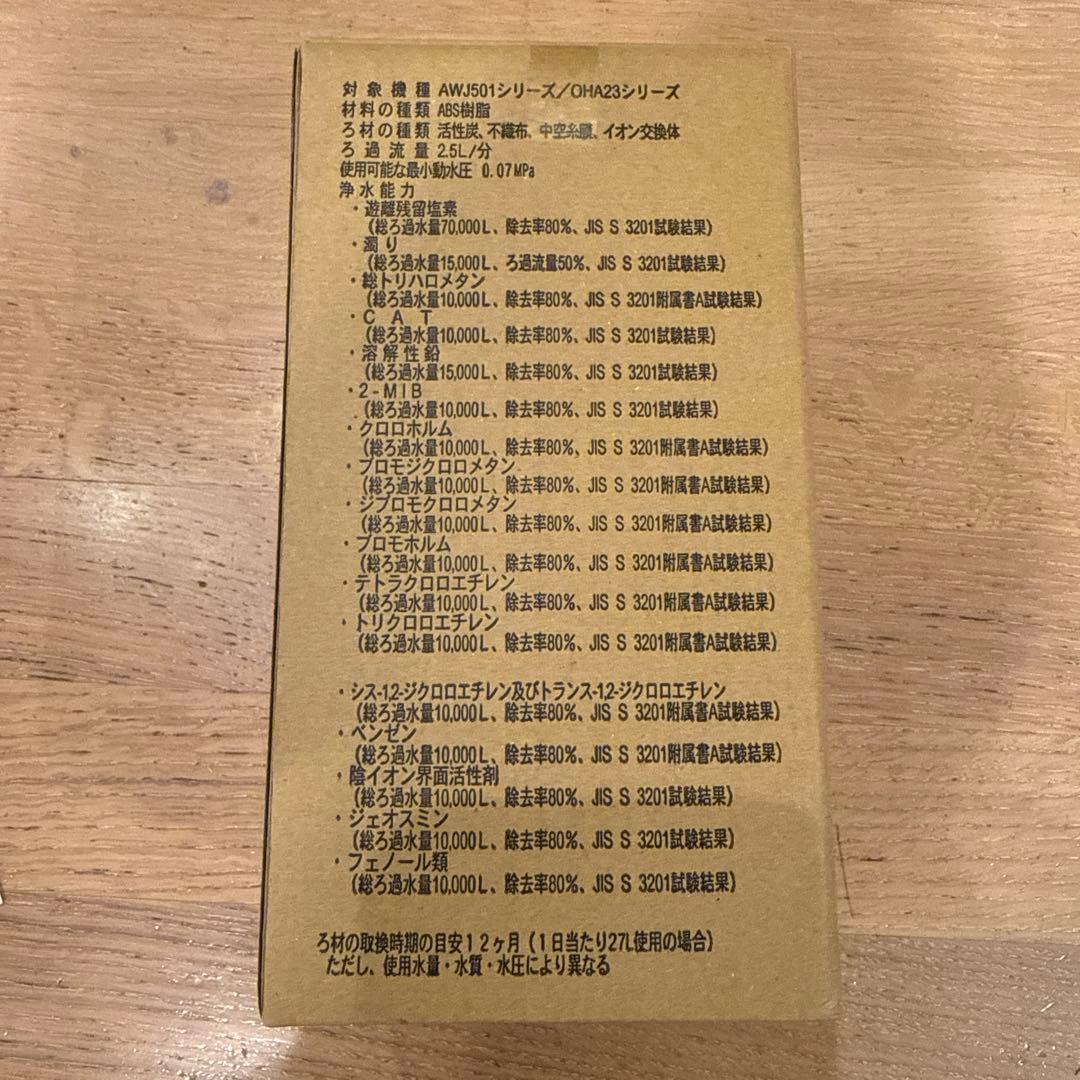 対象機種 AWJ501シリーズ/OHA23シリーズ
材料の種類 ABS樹脂
ろ材の種類 活性炭、不織布、中空糸膜、イオン交換体
ろ過流量 2.5L/分
使用可能な最小動水圧 0.07MPa
浄水能力
・遊離残留塩素
(総ろ過水量70,000L、除去率80%、JIS S 3201試験結果)
・濁り
(総ろ過水量15,000L、ろ過流量50%、JIS S 3201試験結果)
・総トリハロメタン
(総ろ過水量10,000L、除去率80%、JIS S 3201附属書A試験結果)
・CAT
(総ろ過水量10,000L、除去率80%、JIS S 3201試験結果)
・溶解性鉛
(総ろ過水量15,000L、除去率80%、JIS S 3201試験結果)
・2-MIB
(総ろ過水量10,000L、除去率80%、JIS S 3201試験結果)
・クロロホルム
(総ろ過水量10,000L、除去率80%、JIS S 3201附属書A試験結果)
・ブロモジクロロメタン
(総ろ過水量10,000L、除去率80%、JIS S 3201附属書A試験結果)
・ジブロモクロロメタン
(総ろ過水量10,000L、除去率80%、JIS S 3201附属書A試験結果)
・ブロモホルム
(総ろ過水量10,000L、除去率80%、JIS S 3201附属書A試験結果)
・テトラクロロエチレン
(総ろ過水量10,000L、除去率80%、JIS S 3201附属書A試験結果)
・トリクロロエチレン
(総ろ過水量10,000L、除去率80%、JIS S 3201附属書A試験結果)
・シス-1,2-ジクロロエチレン及びトランス-1,2-ジクロロエチレン
(総ろ過水量10,000L、除去率80%、JIS S 3201附属書A試験結果)
・ベンゼン
(総ろ過水量10,000L、除去率80%、JIS S 3201附属書A試験結果)
・陰イオン界面活性剤
(総ろ過水量10,000L、除去率80%、JIS S 3201試験結果)
・ジェオスミン
(総ろ過水量10,000L、除去率80%、JIS S 3201試験結果)
・フェノール類
(総ろ過水量10,000L、除去率80%、JIS S 3201試験結果)
ろ材の取換時期の目安12ヶ月(1日当たり27L使用の場合)
ただし、使用水量・水質・水圧により異なる